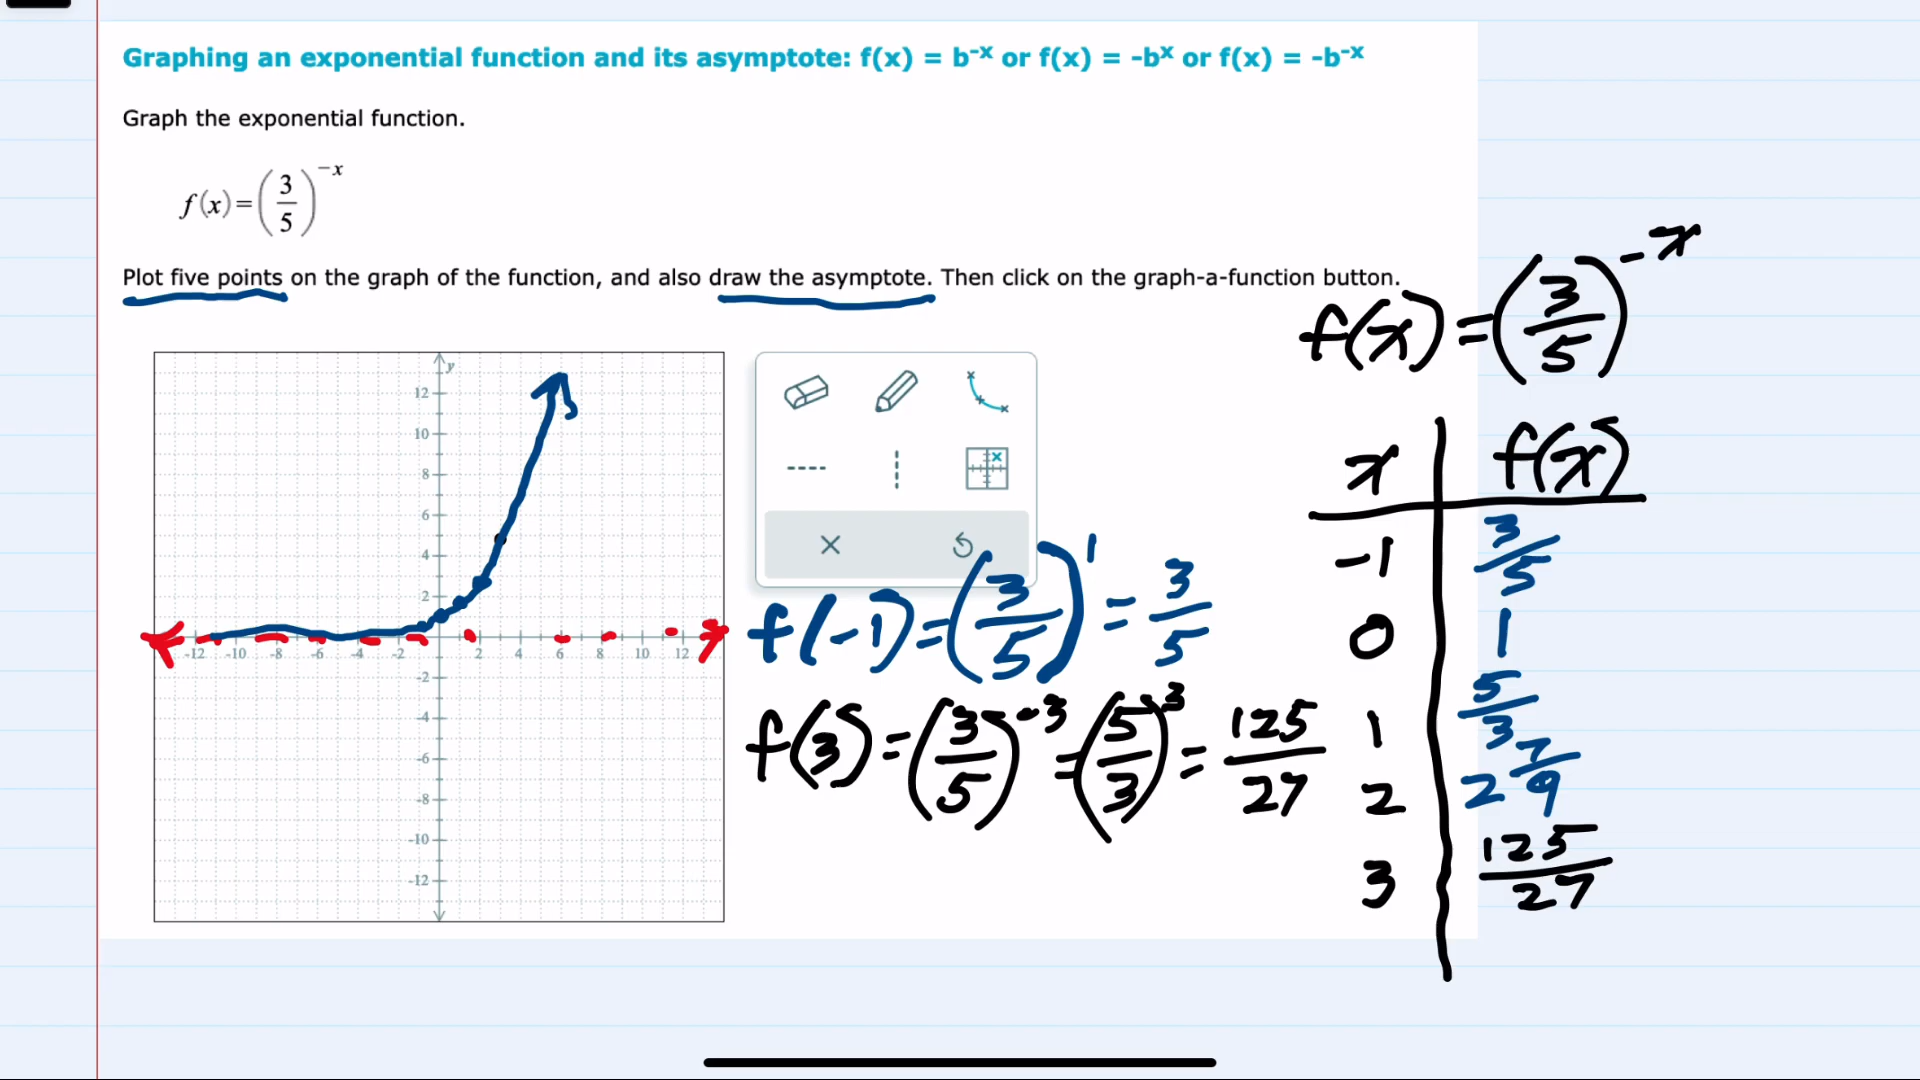 Graphing an exponential function and its asymptote: f(x) = b⁻ˣ or f(x) = -bˣ or f(x) = -b⁻ˣ
Graph the exponential function.
f(x)=(3/5)⁻ˣ
Plot five points on the graph of the function, and also draw the asymptote. Then click on the graph-a-function button.
f(x)=(3/5)⁻ˣ
y
12
10
8
6
4
2
-12 -10 -8 -6 -4 -2 2 4 6 8 10 12
-2
-4
-6
-8
-10
-12
f(-1)=(3/5)¹=3/5
f(3)=(3/5)⁻³=(5/3)³=125/27
x f(x)
-1 3/5
0 1
1 5/3
2 2 7/9
3 125/27